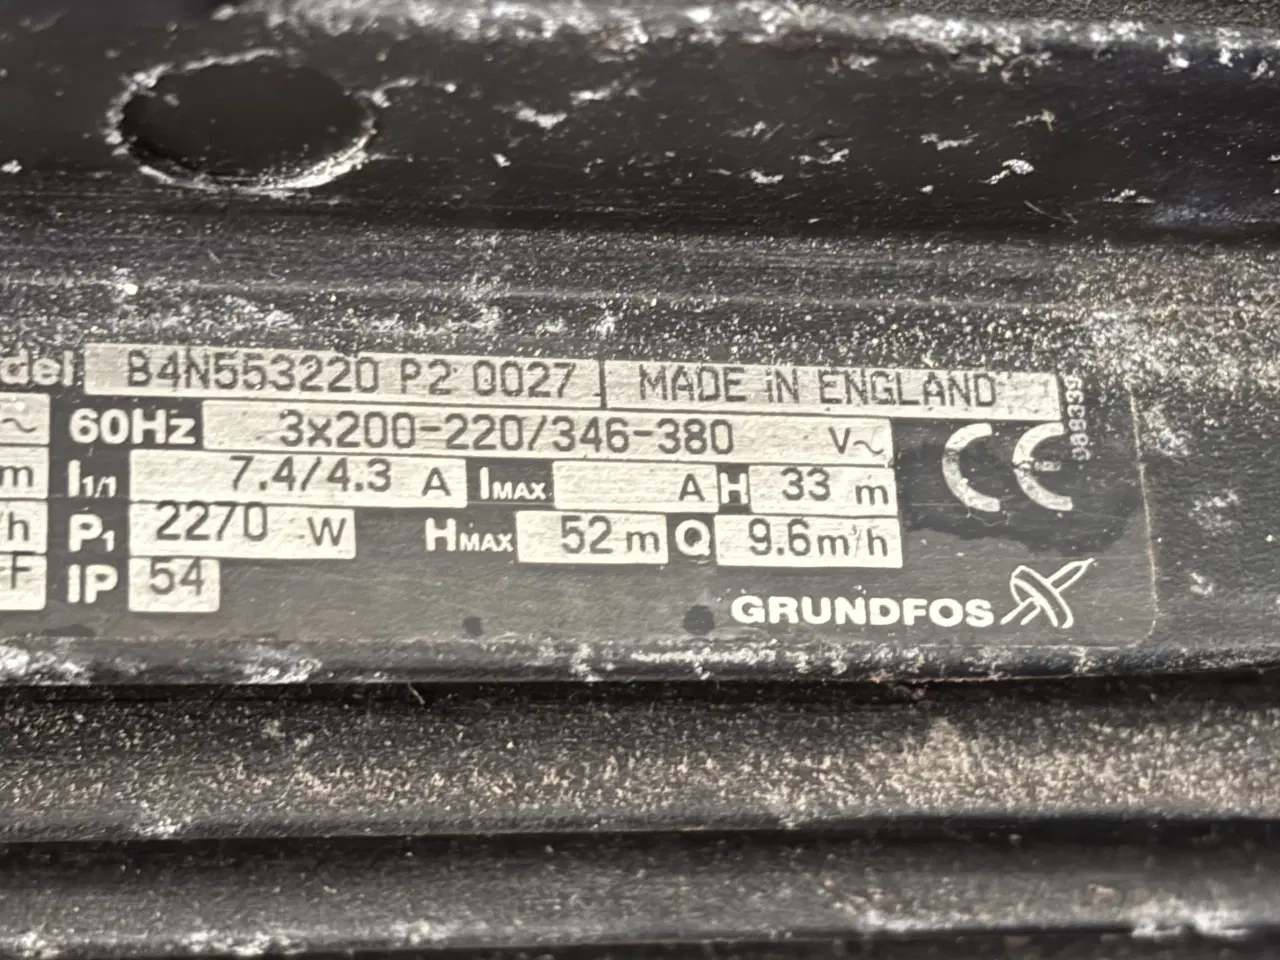 del B4N553220 P2 0027 MADE IN ENGLAND
~ 60Hz 3x200-220/346-380 V~
m I1/1 7.4/4.3 A IMAX A H 33 m
/h P1 2270 W HMAX 52 m Q 9.6m³/h
F IP 54
CE
GRUNDFOS